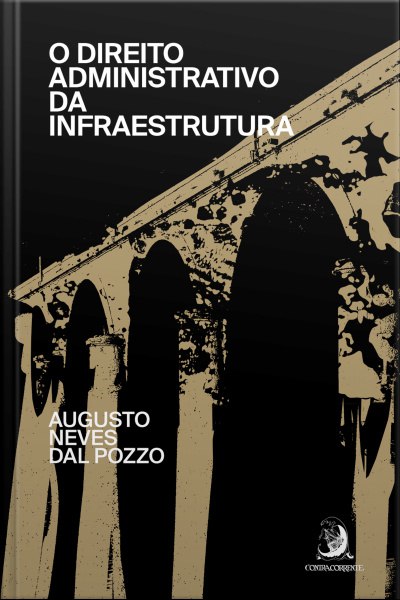 O DIREITO
ADMINISTRATIVO
DA
INFRAESTRUTURA
AUGUSTO
NEVES
DAL POZZO
CONTRACORRENTE